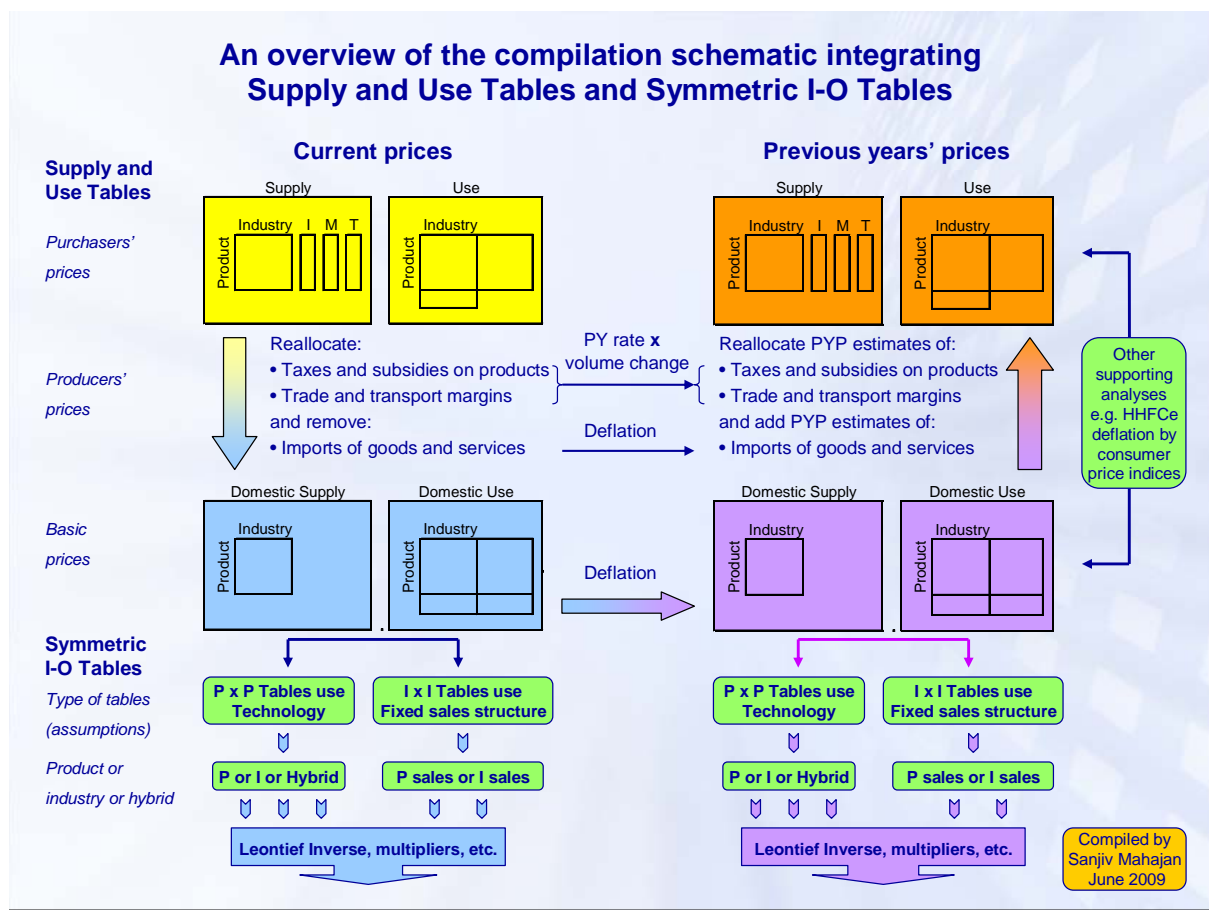 An overview of the compilation schematic integrating
Supply and Use Tables and Symmetric I-O Tables
Current prices
Previous years’ prices
Supply and
Use Tables
Purchasers’
prices
Supply
Industry I M T
Product
Use
Industry
Product
Supply
Industry I M T
Product
Use
Industry
Product
Producers’
prices
Reallocate:
• Taxes and subsidies on products
• Trade and transport margins
and remove:
• Imports of goods and services
PY rate x
volume change
Deflation
Reallocate PYP estimates of:
• Taxes and subsidies on products
• Trade and transport margins
and add PYP estimates of:
• Imports of goods and services
Other
supporting
analyses
e.g. HHFCe
deflation by
consumer
price indices
Basic
prices
Domestic Supply
Industry
Product
Domestic Use
Industry
Product
Deflation
Domestic Supply
Industry
Product
Domestic Use
Industry
Product
Symmetric
I-O Tables
Type of tables
(assumptions)
P x P Tables use
Technology
I x I Tables use
Fixed sales structure
P x P Tables use
Technology
I x I Tables use
Fixed sales structure
Product or
industry or hybrid
P or I or Hybrid
P sales or I sales
P or I or Hybrid
P sales or I sales
Leontief Inverse, multipliers, etc.
Leontief Inverse, multipliers, etc.
Compiled by
Sanjiv Mahajan
June 2009